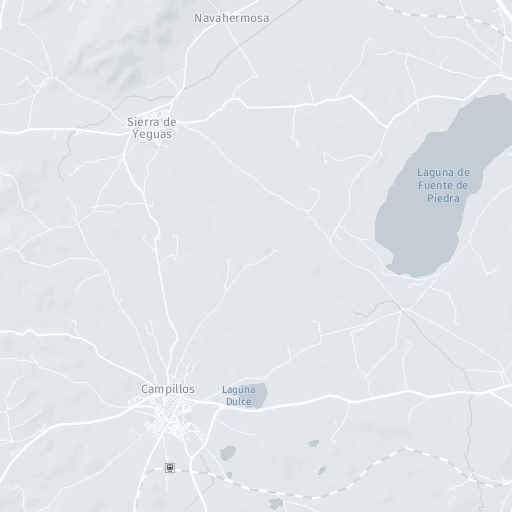 Navahermosa
Sierra de
Yeguas
Laguna de
Fuente de
Piedra
Campillos
Laguna
Dulce